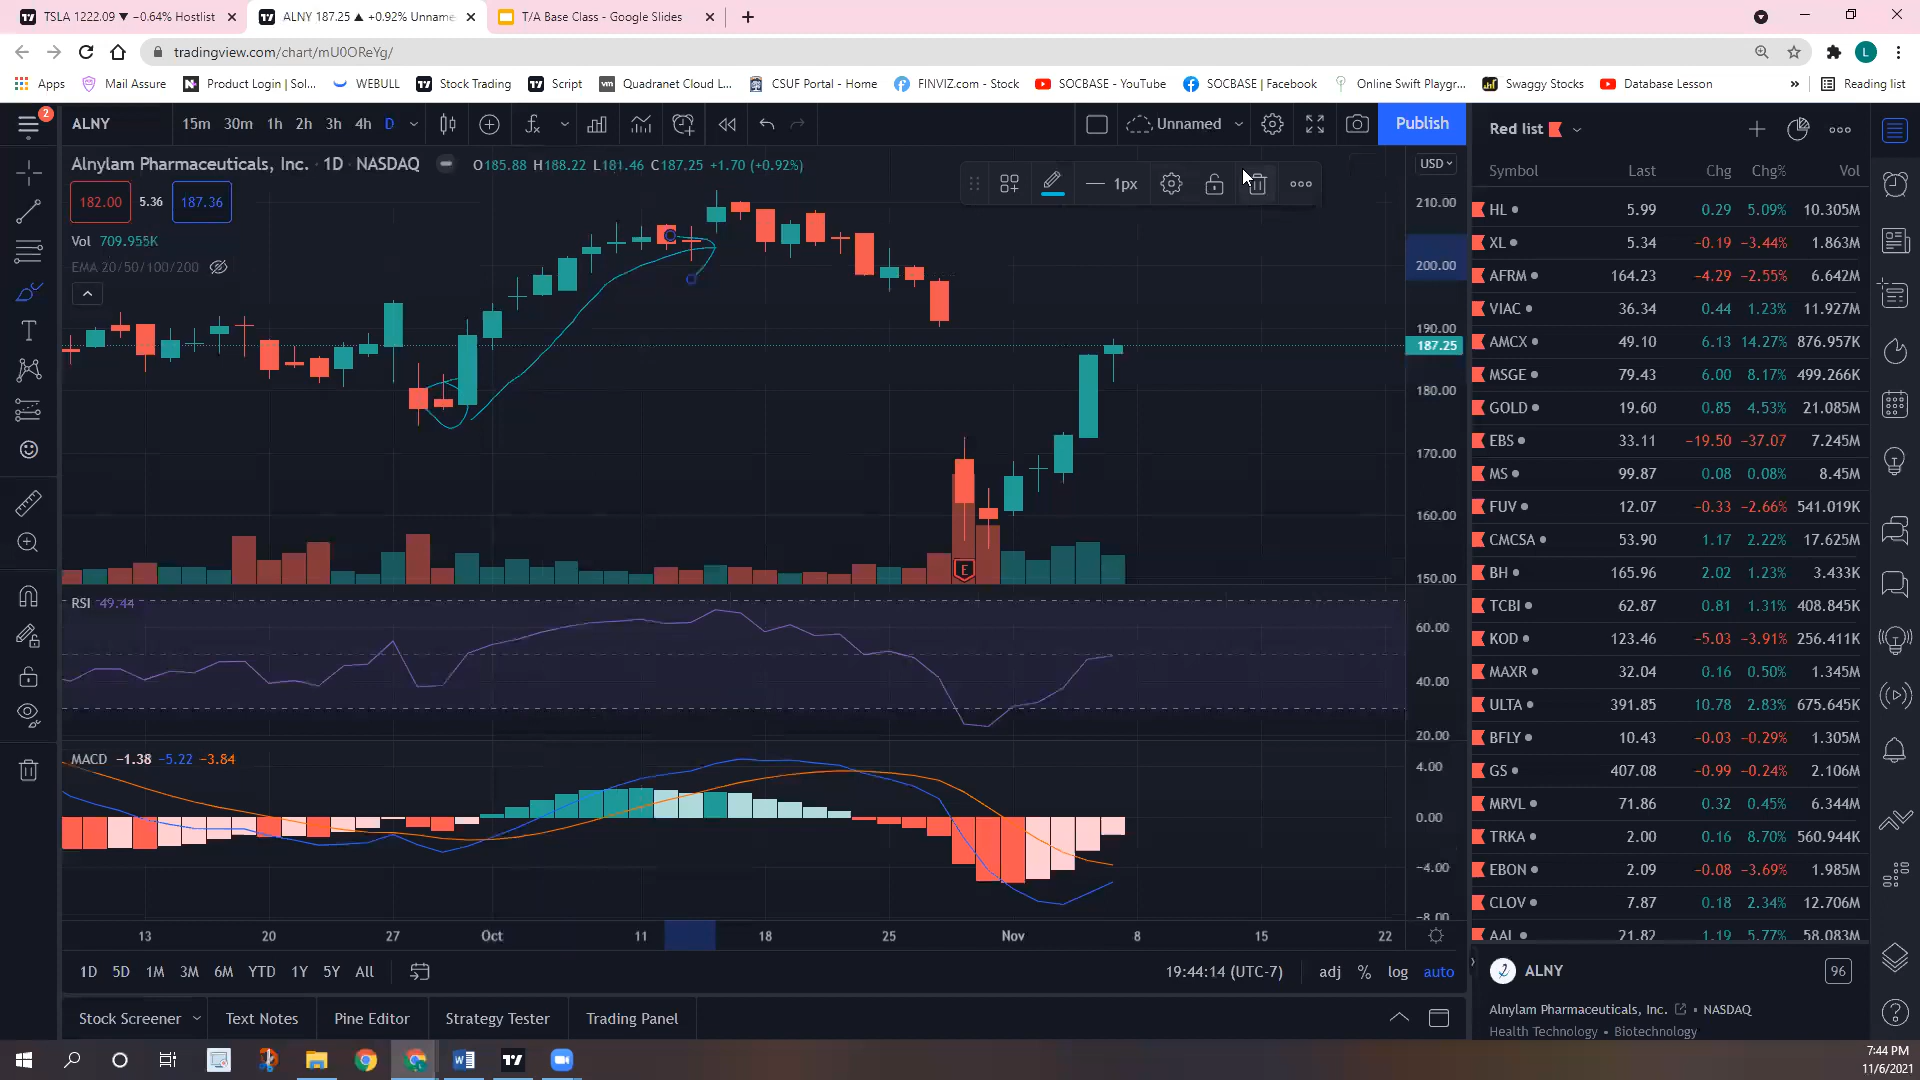 TSLA 1222.09 ▼ −0.64% Hostlist
ALNY 187.25 ▲ +0.92% Unname
T/A Base Class - Google Slides
tradingview.com/chart/mU0OReYg/
L
Apps Mail Assure Product Login | Sol... WEBULL Stock Trading Script Quadranet Cloud L... CSUF Portal - Home FINVIZ.com - Stock SOCBASE - YouTube SOCBASE | Facebook Online Swift Playgr... Swaggy Stocks Database Lesson » Reading list
2
ALNY 15m 30m 1h 2h 3h 4h D Unnamed Publish
Red list
Alnylam Pharmaceuticals, Inc. · 1D · NASDAQ O185.88 H188.22 L181.46 C187.25 +1.70 (+0.92%)
USD
1px
Symbol Last Chg Chg% Vol
182.00 5.36 187.36
Vol 709.955K
EMA 20/50/100/200
210.00
200.00
190.00
187.25
180.00
170.00
160.00
150.00
E
HL 5.99 0.29 5.09% 10.305M
XL 5.34 −0.19 −3.44% 1.863M
AFRM 164.23 −4.29 −2.55% 6.642M
VIAC 36.34 0.44 1.23% 11.927M
AMCX 49.10 6.13 14.27% 876.957K
MSGE 79.43 6.00 8.17% 499.266K
GOLD 19.60 0.85 4.53% 21.085M
EBS 33.11 −19.50 −37.07 7.245M
MS 99.87 0.08 0.08% 8.45M
FUV 12.07 −0.33 −2.66% 541.019K
CMCSA 53.90 1.17 2.22% 17.625M
BH 165.96 2.02 1.23% 3.433K
TCBI 62.87 0.81 1.31% 408.845K
KOD 123.46 −5.03 −3.91% 256.411K
MAXR 32.04 0.16 0.50% 1.345M
ULTA 391.85 10.78 2.83% 675.645K
BFLY 10.43 −0.03 −0.29% 1.305M
GS 407.08 −0.99 −0.24% 2.106M
MRVL 71.86 0.32 0.45% 6.344M
TRKA 2.00 0.16 8.70% 560.944K
EBON 2.09 −0.08 −3.69% 1.985M
CLOV 7.87 0.18 2.34% 12.706M
AAL 21.82 1.19 5.77% 58.083M
RSI 49.44
60.00
40.00
20.00
MACD −1.38 −5.22 −3.84
4.00
0.00
−4.00
−8.00
13 20 27 Oct 11 18 25 Nov 8 15 22
1D 5D 1M 3M 6M YTD 1Y 5Y All
19:44:14 (UTC-7) adj % log auto
ALNY 96
Alnylam Pharmaceuticals, Inc. • NASDAQ
Health Technology • Biotechnology
Stock Screener Text Notes Pine Editor Strategy Tester Trading Panel
7:44 PM
11/6/2021